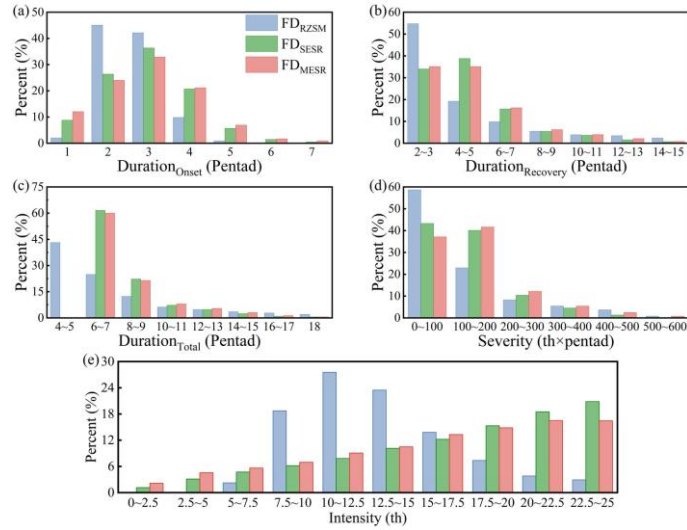 (a)
50
40
30
20
10
0
Percent (%)
FD_RZSM
FD_SESR
FD_MESR
1 2 3 4 5 6 7
Duration_Onset (Pentad)
(b)
60
50
40
30
20
10
0
Percent (%)
2~3 4~5 6~7 8~9 10~11 12~13 14~15
Duration_Recovery (Pentad)
(c)
75
60
45
30
15
0
Percent (%)
4~5 6~7 8~9 10~11 12~13 14~15 16~17 18
Duration_Total (Pentad)
(d)
60
50
40
30
20
10
0
Percent (%)
0~100 100~200 200~300 300~400 400~500 500~600
Severity (th×pentad)
(e)
30
24
18
12
6
0
Percent (%)
0~2.5 2.5~5 5~7.5 7.5~10 10~12.5 12.5~15 15~17.5 17.5~20 20~22.5 22.5~25
Intensity (th)